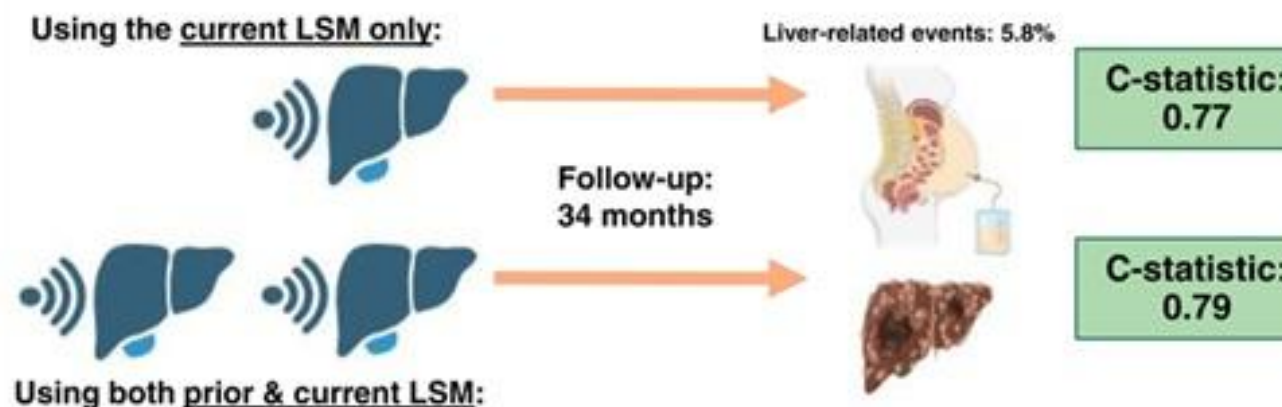 Using the current LSM only:
Liver-related events: 5.8%
C-statistic:
0.77
Follow-up:
34 months
C-statistic:
0.79
Using both prior & current LSM: